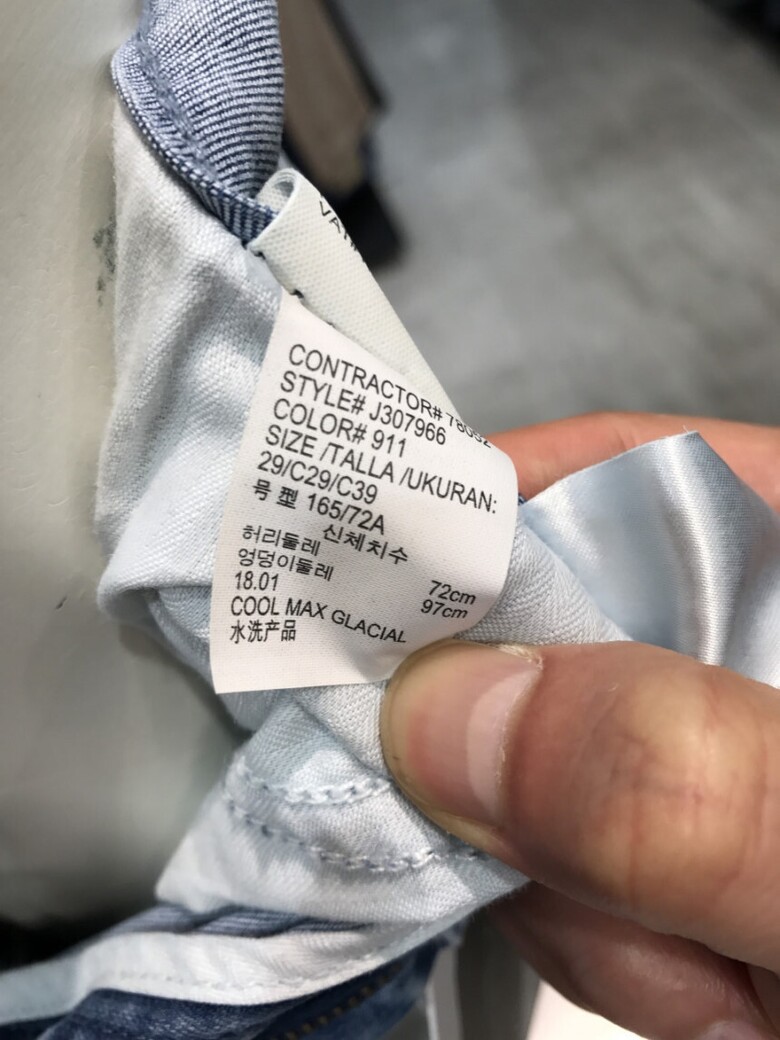 CONTRACTOR#
STYLE# J307966
COLOR# 911
SIZE /TALLA /UKURAN:
29/C29/C39
号型 165/72A
신체치수
허리둘레 72cm
엉덩이둘레 97cm
18.01
COOL MAX GLACIAL
水洗产品